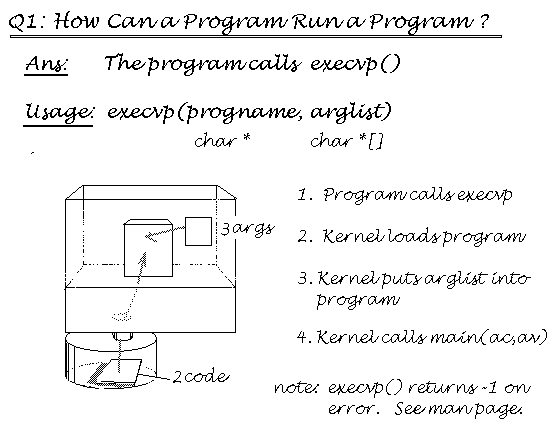 Q1: How Can a Program Run a Program ?
Ans: The program calls execvp()
Usage: execvp(progname, arglist)
char * char *[]
3 args
2 code
1. Program calls execvp
2. Kernel loads program
3. Kernel puts arglist into
program
4. Kernel calls main(ac,av)
note: execvp() returns -1 on
error. See man page.